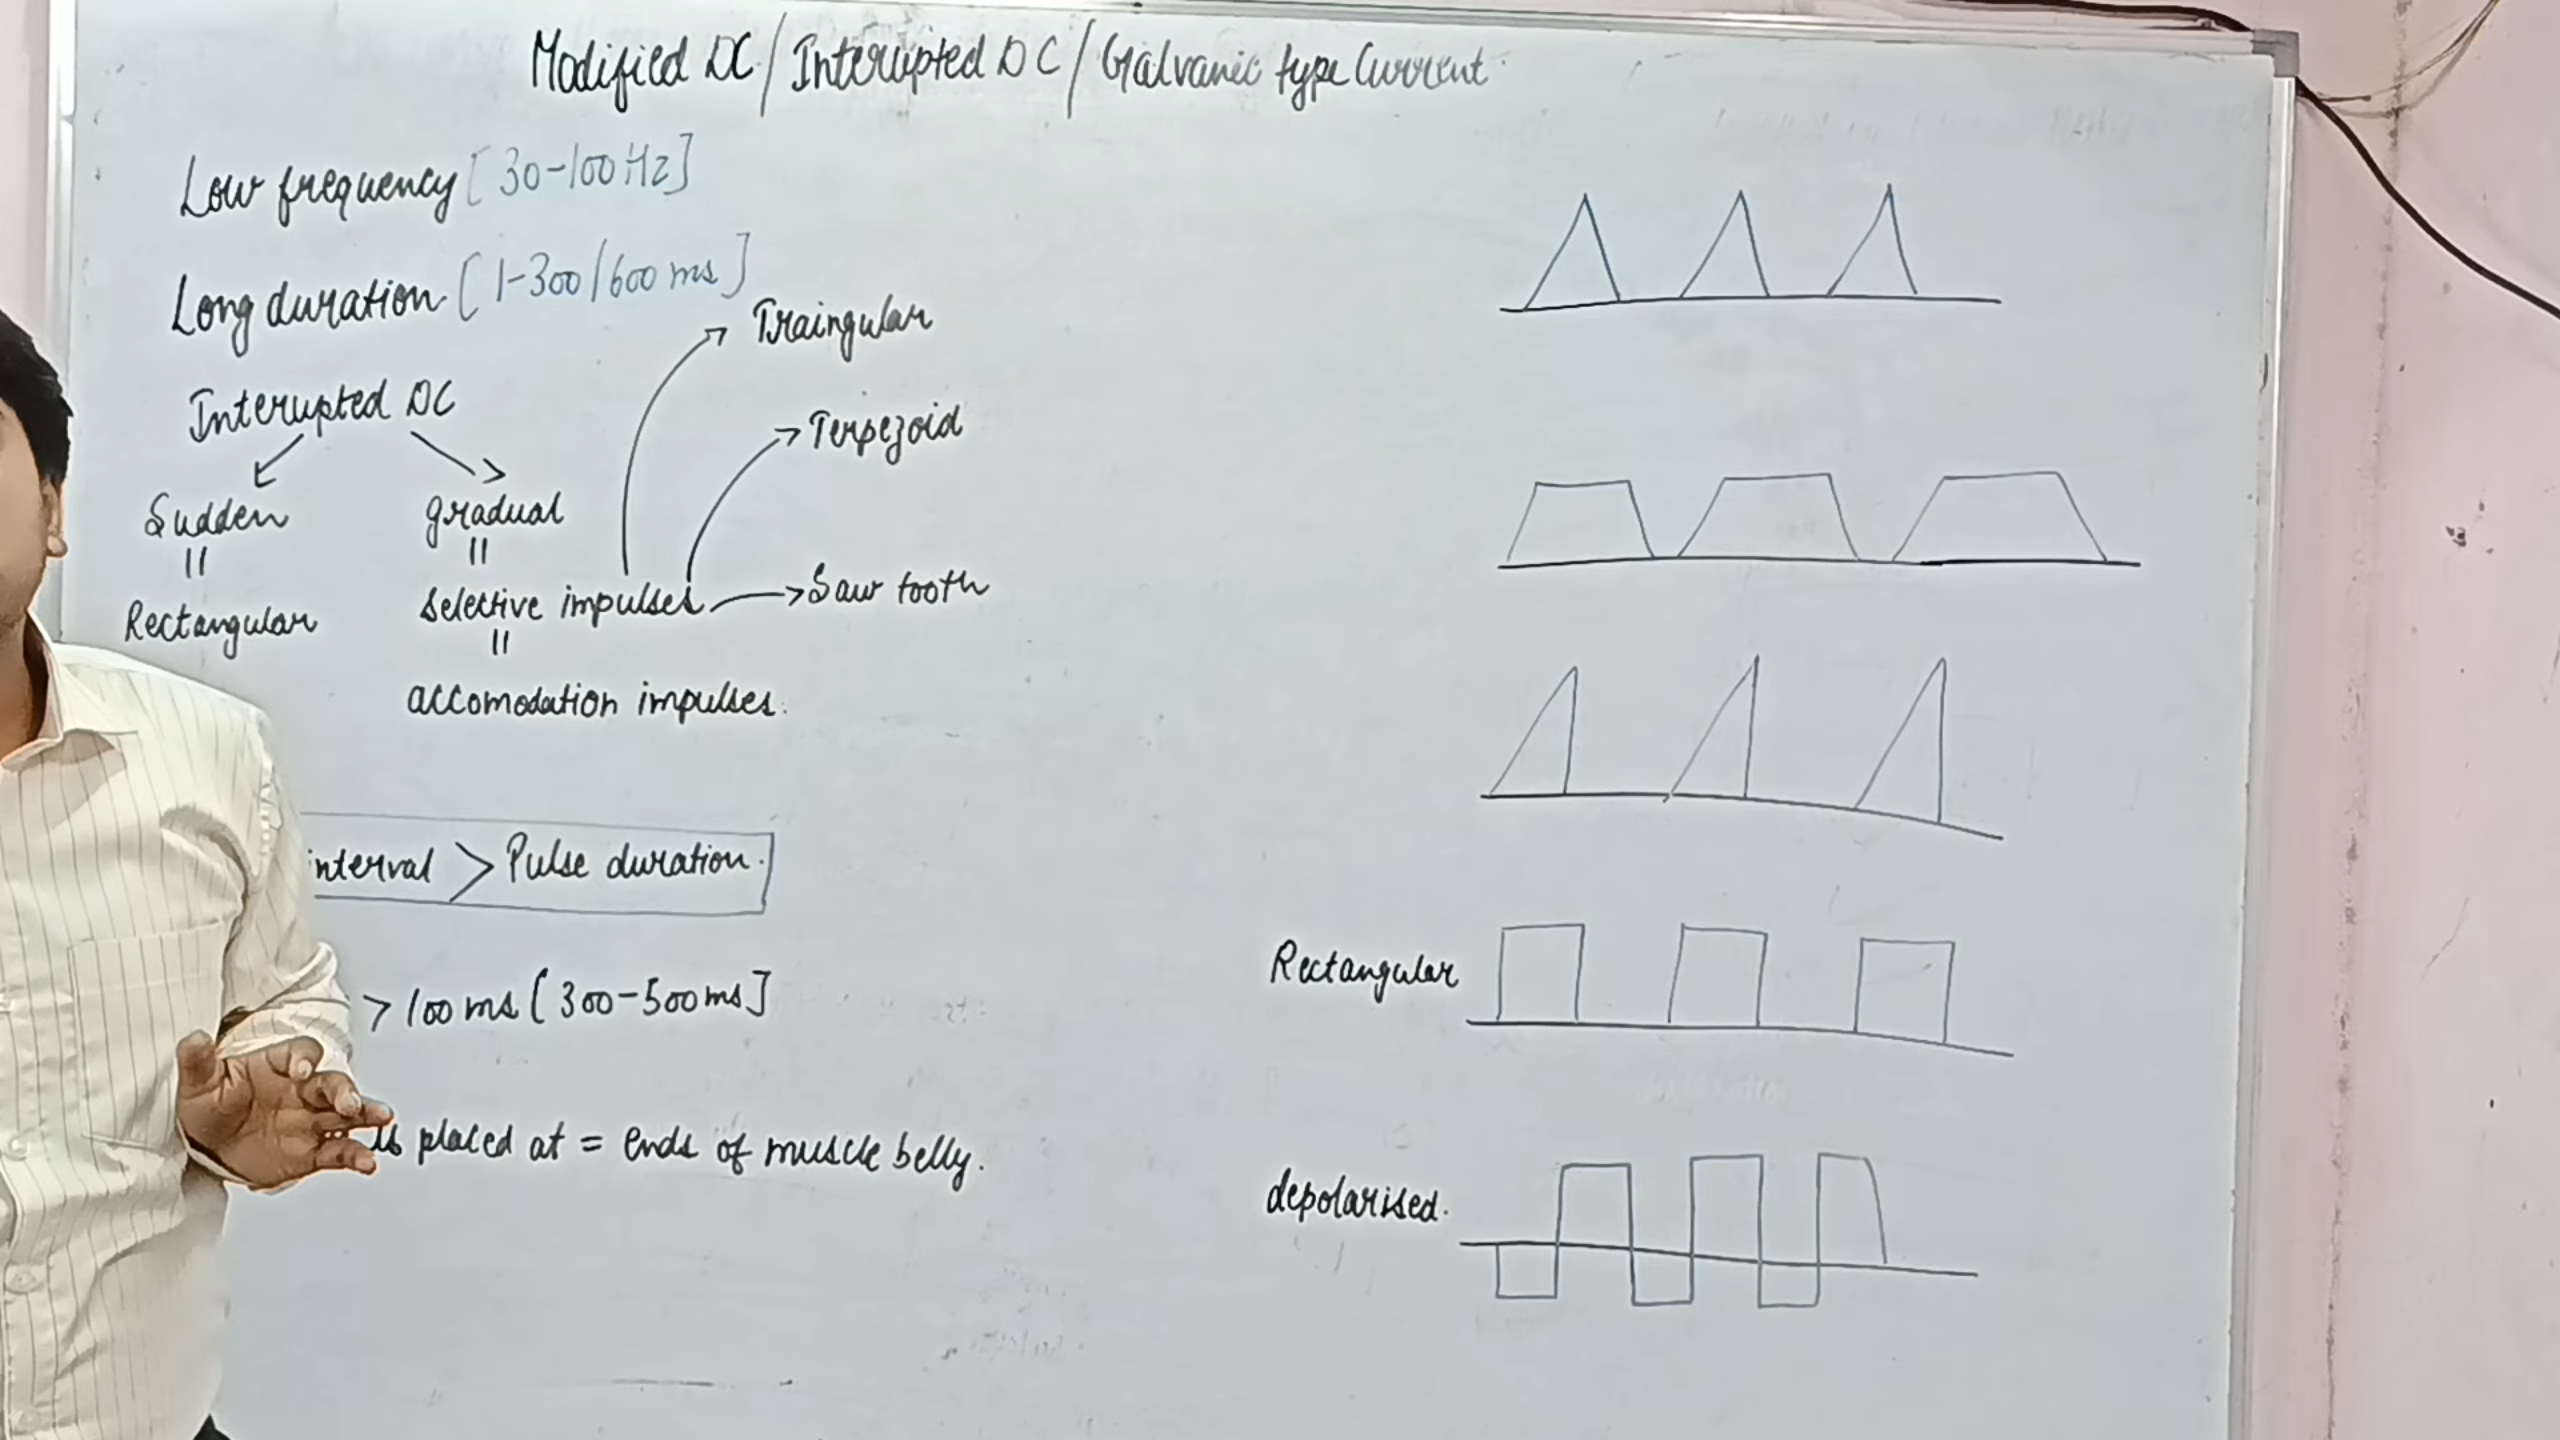 Modified DC / Interupted DC / Galvanic type Current
Low frequency [30-100 Hz]
Long duration [1-300/600 ms]
Traingular
Interupted DC
Terpezoid
Sudden
gradual
=
=
Rectangular
selective impulses
Saw tooth
=
accomodation impulses.
interval > Pulse duration.
Rectangular
> 100 ms [300-500 ms]
placed at = ends of muscle belly.
depolarised.